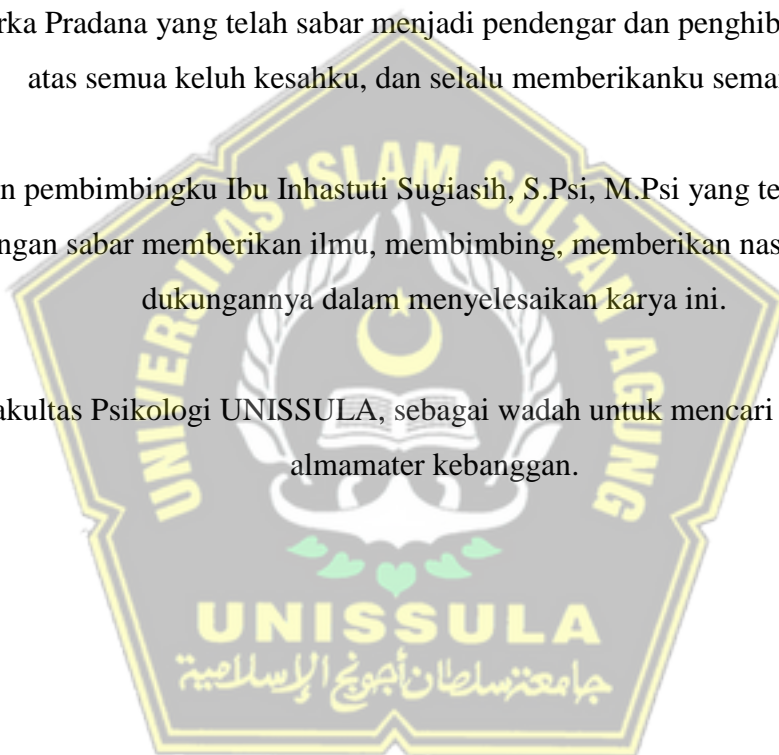 rka Pradana yang telah sabar menjadi pendengar dan penghib
atas semua keluh kesahku, dan selalu memberikanku sema
n pembimbingku Ibu Inhastuti Sugiasih, S.Psi, M.Psi yang te
ngan sabar memberikan ilmu, membimbing, memberikan nas
dukungannya dalam menyelesaikan karya ini.
akultas Psikologi UNISSULA, sebagai wadah untuk mencari
almamater kebanggan.
UNIVERSITAS ISLAM SULTAN AGUNG
UNISSULA
جامعة سلطان أجونج الإسلامية